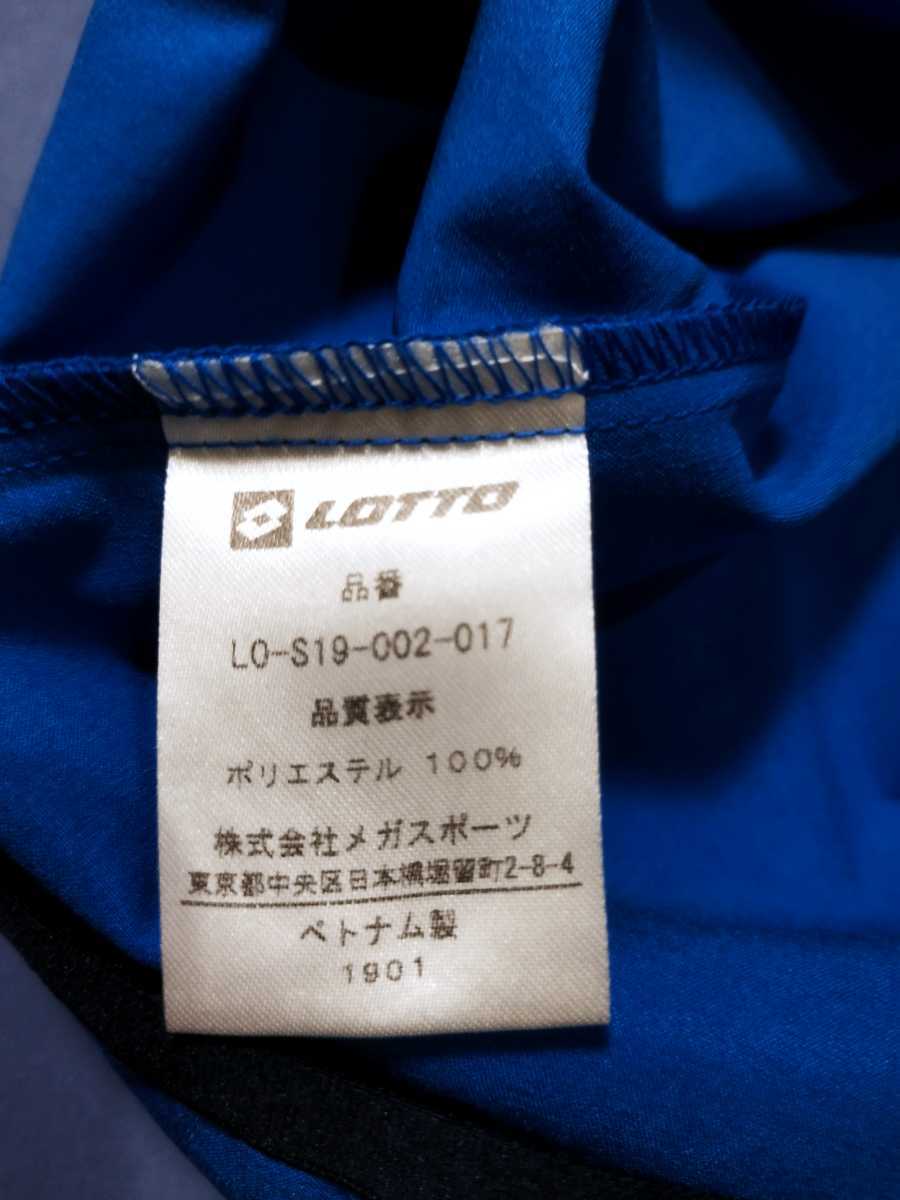 LOTTO
品番
LO-S19-002-017
品質表示
ポリエステル 100%
株式会社メガスポーツ
東京都中央区日本橋堀留町2-8-4
ベトナム製
1901